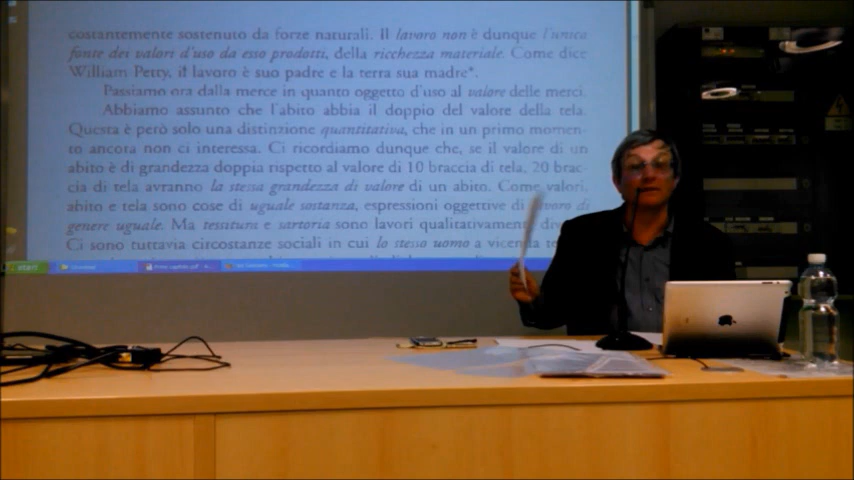 costantemente sostenuto da forze naturali. Il lavoro non è dunque l'unica
fonte dei valori d'uso da esso prodotti, della ricchezza materiale. Come dice
William Petty, il lavoro è suo padre e la terra sua madre*.
Passiamo ora dalla merce in quanto oggetto d'uso al valore delle merci.
Abbiamo assunto che l'abito abbia il doppio del valore della tela.
Questa è però solo una distinzione quantitativa, che in un primo momen-
to ancora non ci interessa. Ci ricordiamo dunque che, se il valore di un
abito è di grandezza doppia rispetto al valore di 10 braccia di tela, 20 brac-
cia di tela avranno la stessa grandezza di valore di un abito. Come valori,
abito e tela sono cose di uguale sostanza, espressioni oggettive di lavoro di
genere uguale. Ma tessitura e sartoria sono lavori qualitativamente
Ci sono tuttavia circostanze sociali in cui lo stesso uomo a vicenda
start